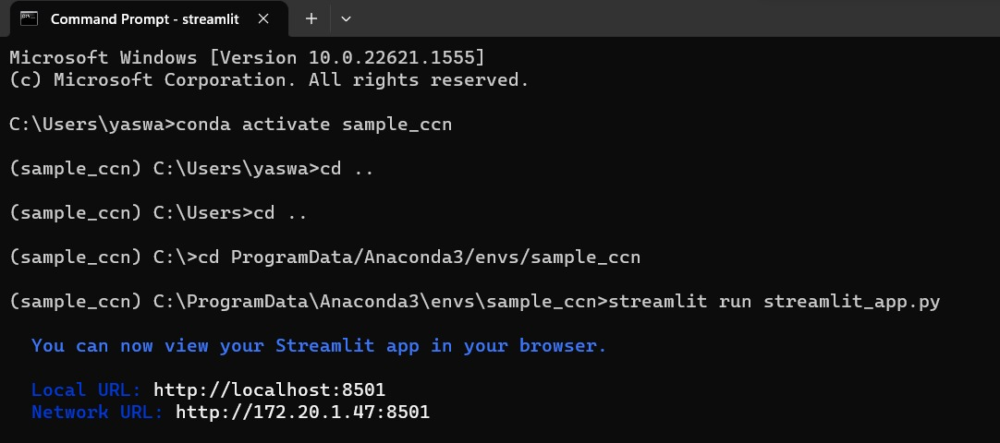 Command Prompt - streamlit
Microsoft Windows [Version 10.0.22621.1555]
(c) Microsoft Corporation. All rights reserved.
C:\Users\yaswa>conda activate sample_ccn
(sample_ccn) C:\Users\yaswa>cd ..
(sample_ccn) C:\Users>cd ..
(sample_ccn) C:\>cd ProgramData/Anaconda3/envs/sample_ccn
(sample_ccn) C:\ProgramData\Anaconda3\envs\sample_ccn>streamlit run streamlit_app.py
You can now view your Streamlit app in your browser.
Local URL: http://localhost:8501
Network URL: http://172.20.1.47:8501